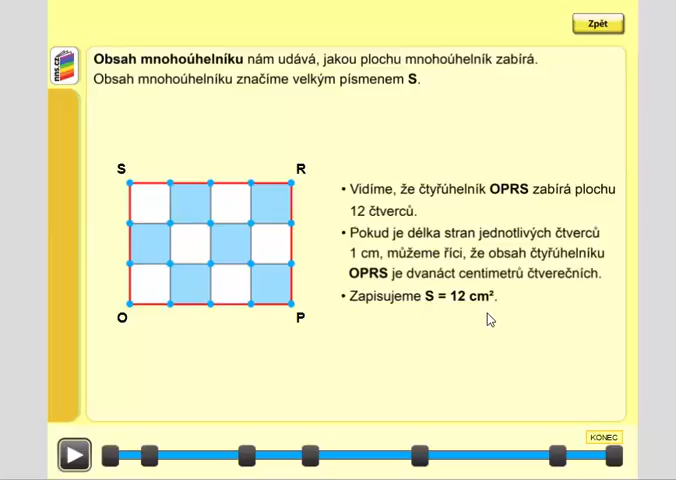 Zpět
nns.cz
Obsah mnohoúhelníku nám udává, jakou plochu mnohoúhelník zabírá.
Obsah mnohoúhelníku značíme velkým písmenem S.
S
R
O
P
• Vidíme, že čtyřúhelník OPRS zabírá plochu
12 čtverců.
• Pokud je délka stran jednotlivých čtverců
1 cm, můžeme říci, že obsah čtyřúhelníku
OPRS je dvanáct centimetrů čtverečních.
• Zapisujeme S = 12 cm².
KONEC